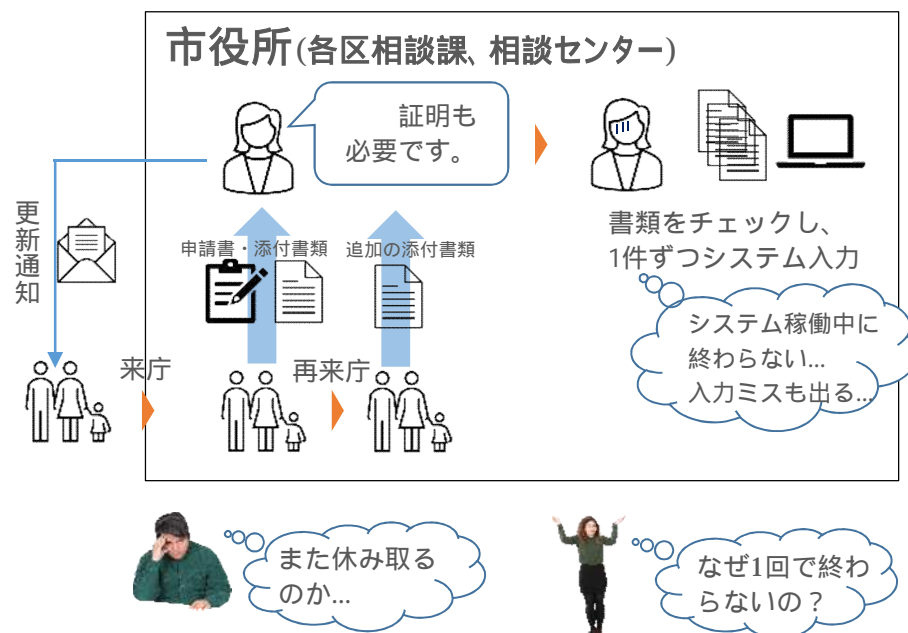 市役所(各区相談課、相談センター)
証明も
必要です。
更新通知
申請書・添付書類
追加の添付書類
書類をチェックし、
1件ずつシステム入力
システム稼働中に
終わらない...
入力ミスも出る...
来庁
再来庁
また休み取る
のか...
なぜ1回で終わ
らないの？